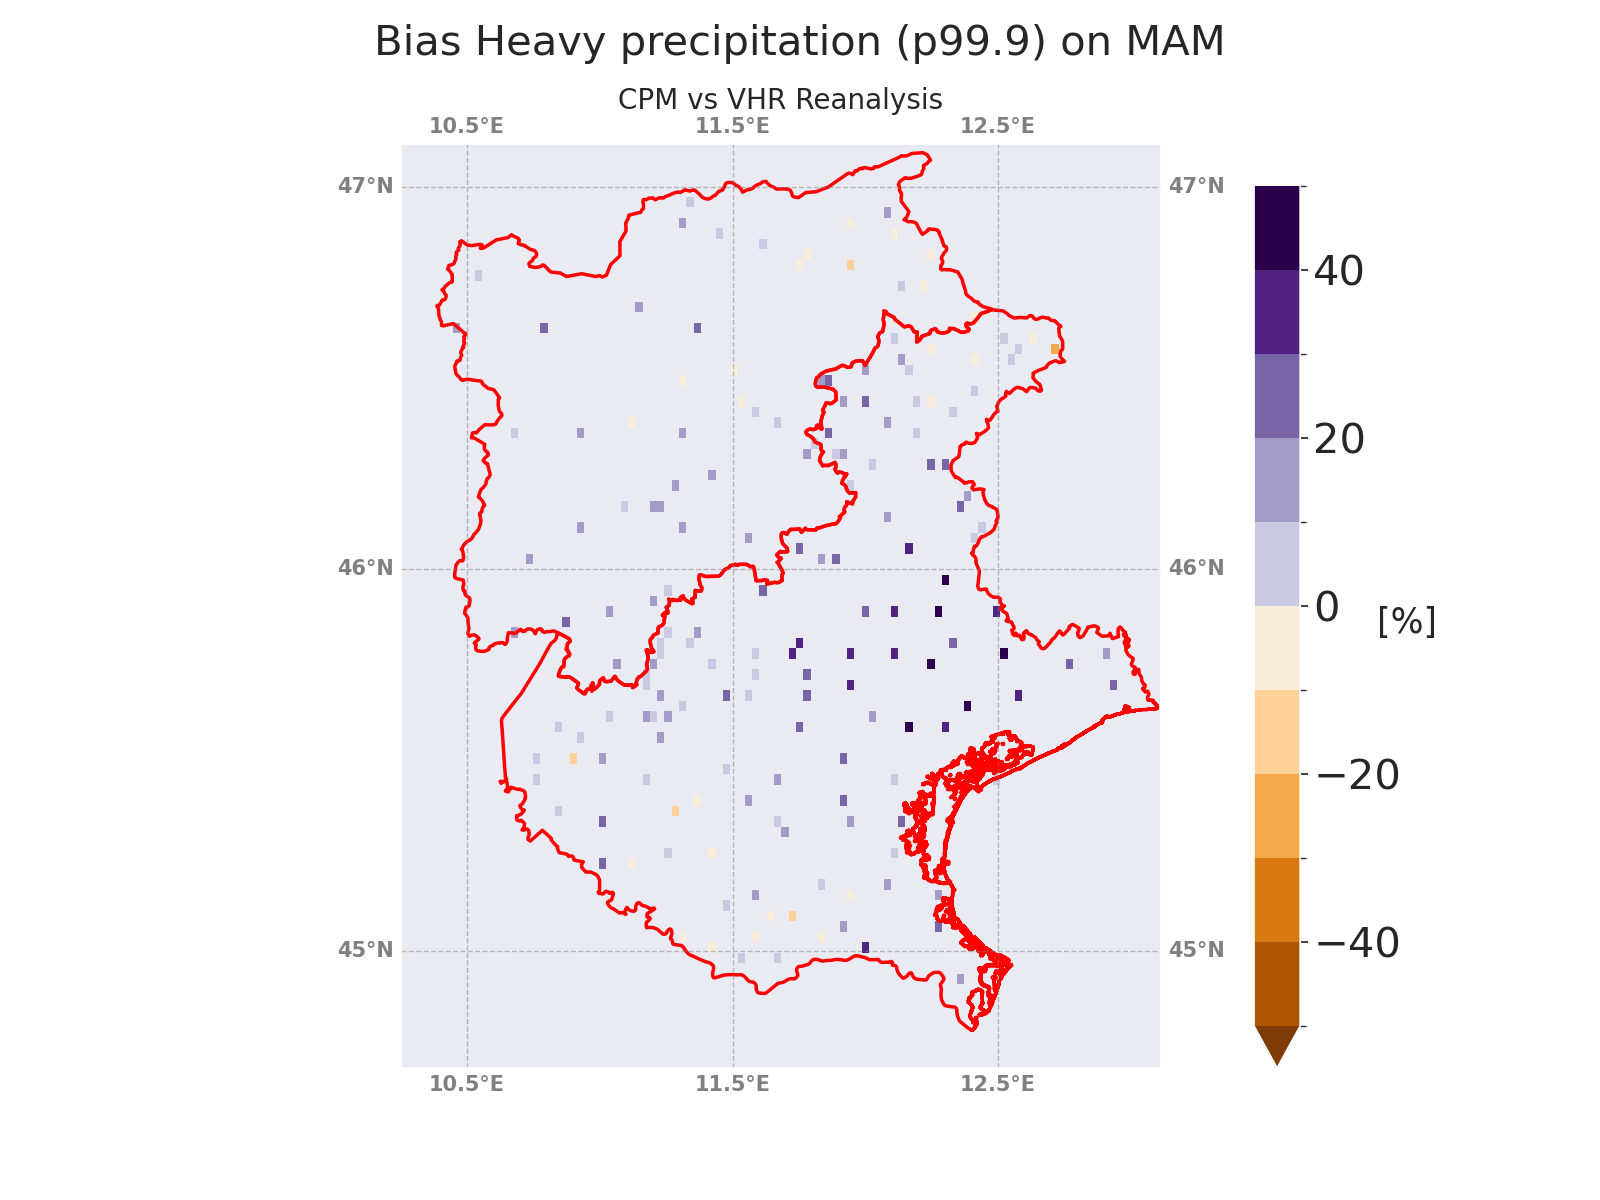 Bias Heavy precipitation (p99.9) on MAM
CPM vs VHR Reanalysis
10.5°E 11.5°E 12.5°E
47°N 47°N
40
20
46°N 46°N
0
[%]
−20
45°N 45°N
−40
10.5°E 11.5°E 12.5°E